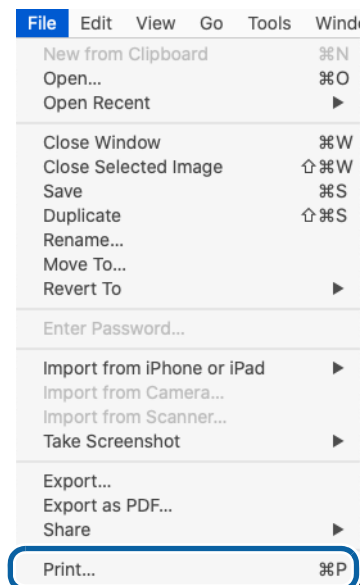 File Edit View Go Tools Wind
New from Clipboard ⌘N
Open... ⌘O
Open Recent ▶
Close Window ⌘W
Close Selected Image ⇧⌘W
Save ⌘S
Duplicate ⇧⌘S
Rename...
Move To...
Revert To ▶
Enter Password...
Import from iPhone or iPad ▶
Import from Camera...
Import from Scanner...
Take Screenshot ▶
Export...
Export as PDF...
Share ▶
Print... ⌘P